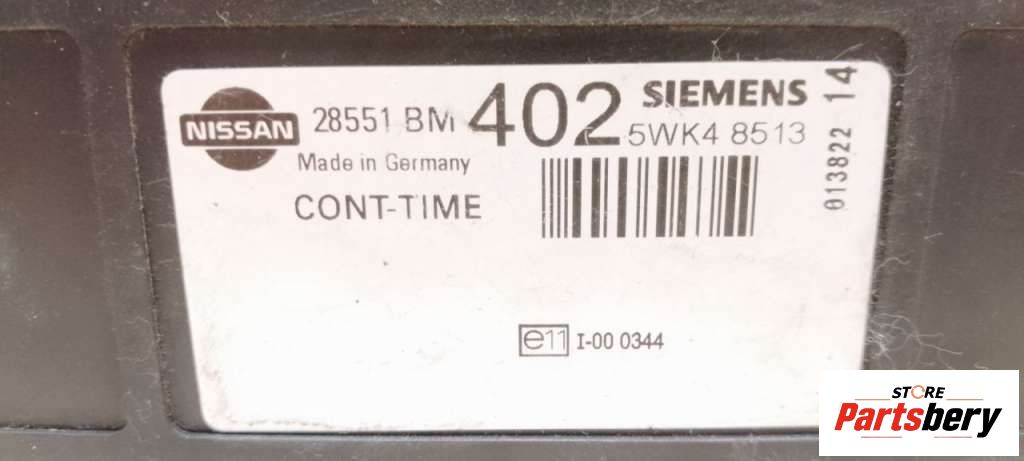 NISSAN
28551 BM 402
Made in Germany
CONT-TIME
SIEMENS
5WK4 8513
013822 14
e11 I-00 0344
STORE
Partsbery